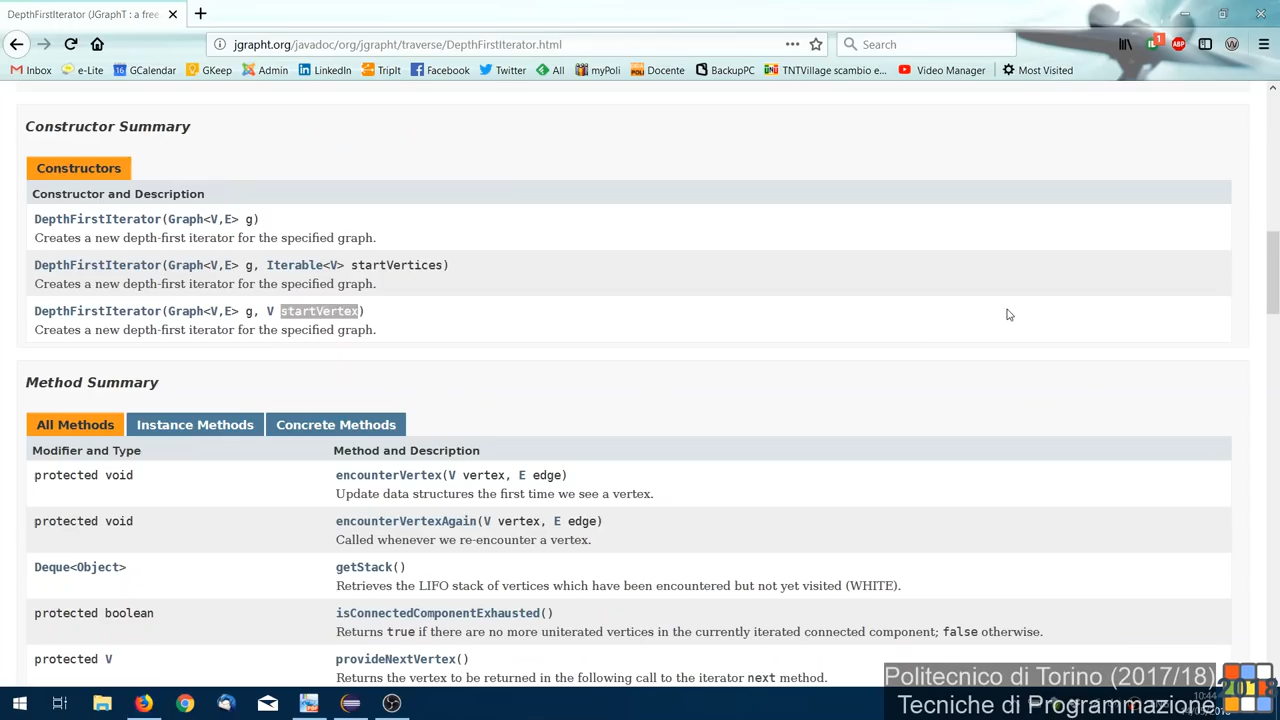 DepthFirstIterator (JGraphT : a free
jgrapht.org/javadoc/org/jgrapht/traverse/DepthFirstIterator.html
Search
1
ABP
Inbox e-Lite GCalendar GKeep Admin LinkedIn TripIt Facebook Twitter All myPoli Docente BackupPC TNTVillage scambio e... Video Manager Most Visited
Constructor Summary
Constructors
Constructor and Description
DepthFirstIterator(Graph<V,E> g)
Creates a new depth-first iterator for the specified graph.
DepthFirstIterator(Graph<V,E> g, Iterable<V> startVertices)
Creates a new depth-first iterator for the specified graph.
DepthFirstIterator(Graph<V,E> g, V startVertex)
Creates a new depth-first iterator for the specified graph.
Method Summary
All Methods Instance Methods Concrete Methods
Modifier and Type Method and Description
protected void encounterVertex(V vertex, E edge)
Update data structures the first time we see a vertex.
protected void encounterVertexAgain(V vertex, E edge)
Called whenever we re-encounter a vertex.
Deque<Object> getStack()
Retrieves the LIFO stack of vertices which have been encountered but not yet visited (WHITE).
protected boolean isConnectedComponentExhausted()
Returns true if there are no more uniterated vertices in the currently iterated connected component; false otherwise.
protected V provideNextVertex()
Returns the vertex to be returned in the following call to the iterator next method.
Politecnico di Torino (2017/18)
Tecniche di Programmazione
2018
10:44